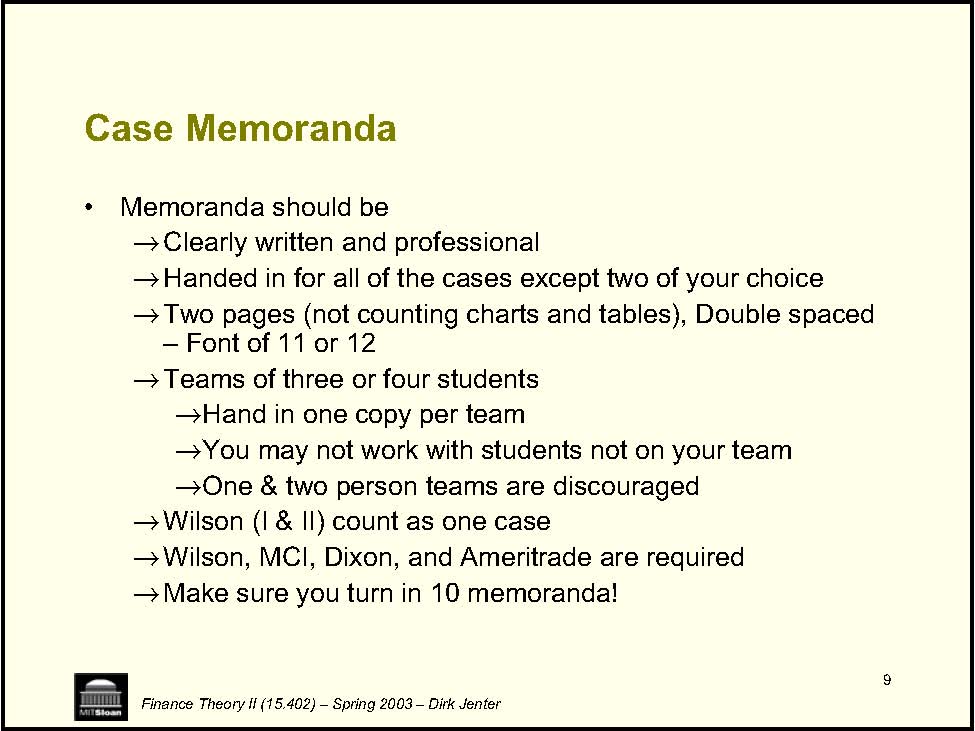 Case Memoranda
• Memoranda should be
→Clearly written and professional
→Handed in for all of the cases except two of your choice
→Two pages (not counting charts and tables), Double spaced
– Font of 11 or 12
→Teams of three or four students
→Hand in one copy per team
→You may not work with students not on your team
→One & two person teams are discouraged
→Wilson (I & II) count as one case
→Wilson, MCI, Dixon, and Ameritrade are required
→Make sure you turn in 10 memoranda!
9
MITSloan
Finance Theory II (15.402) – Spring 2003 – Dirk Jenter